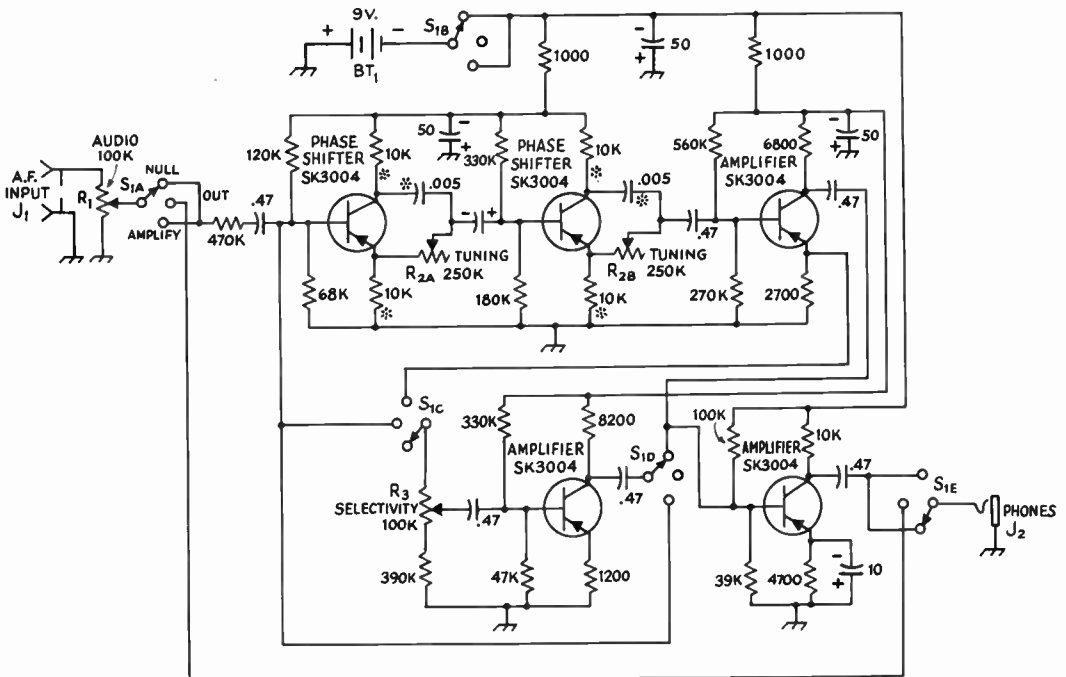 9V.
+
-
BT1
S1B
1000
-
50
+
1000
AUDIO
100K
A.F.
INPUT
J1
R1
S1A
NULL
OUT
AMPLIFY
470K
.47
120K
PHASE
SHIFTER
SK3004
10K
*
50
-
+
* .005
68K
10K
*
R2A
TUNING
250K
-
+
330K
PHASE
SHIFTER
SK3004
10K
*
.005
*
180K
10K
*
R2B
TUNING
250K
.47
560K
AMPLIFIER
SK3004
6800
-
50
+
.47
270K
2700
S1C
R3
SELECTIVITY
100K
390K
.47
330K
8200
AMPLIFIER
SK3004
47K
1200
.47
S1D
100K
10K
AMPLIFIER
SK3004
.47
39K
4700
-
10
+
S1E
PHONES
J2